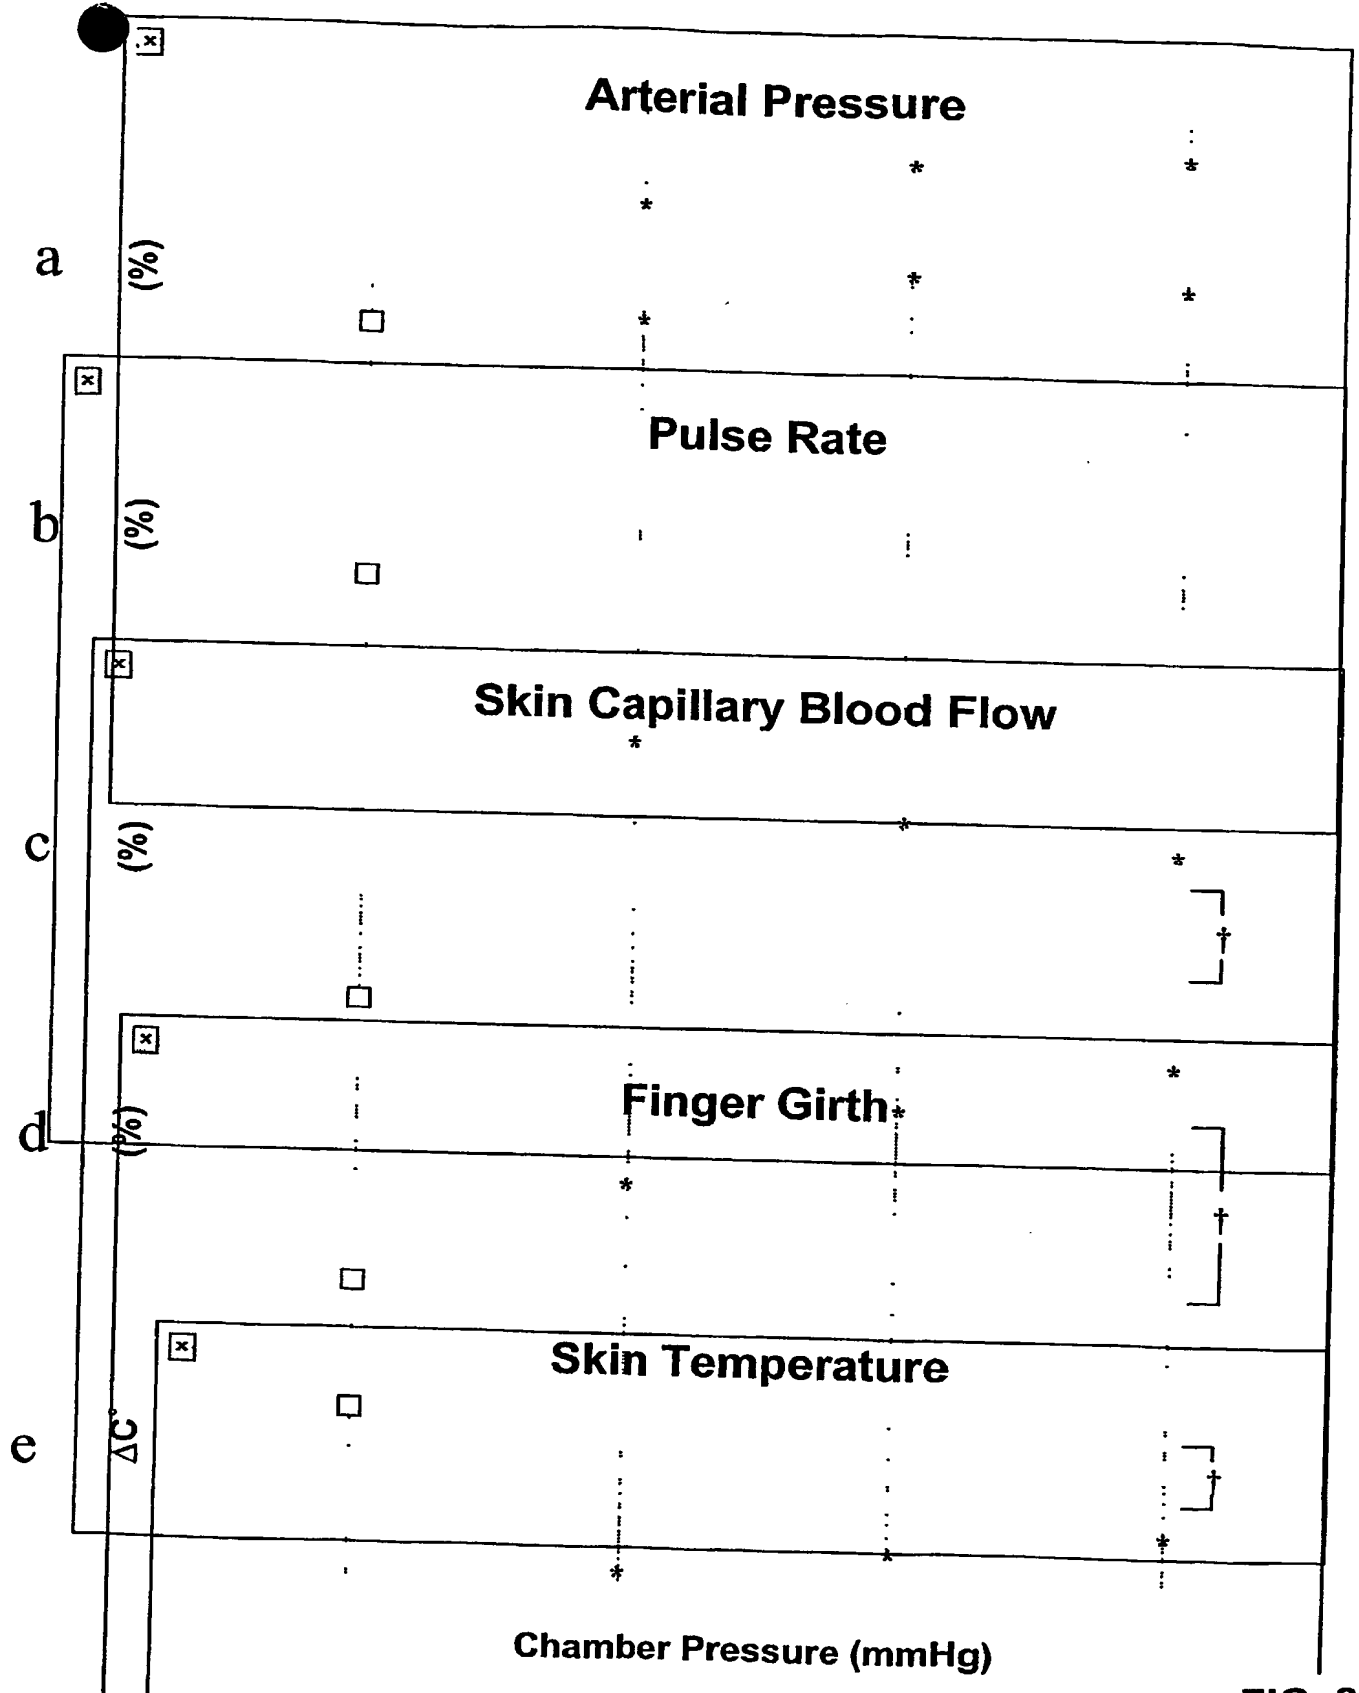 Arterial Pressure
*
*
*
a
(%)
*
*
*
Pulse Rate
b
(%)
Skin Capillary Blood Flow
*
c
(%)
*
*
†
Finger Girth
*
*
d
(%)
*
†
Skin Temperature
e
ΔC°
†
*
*
*
Chamber Pressure (mmHg)